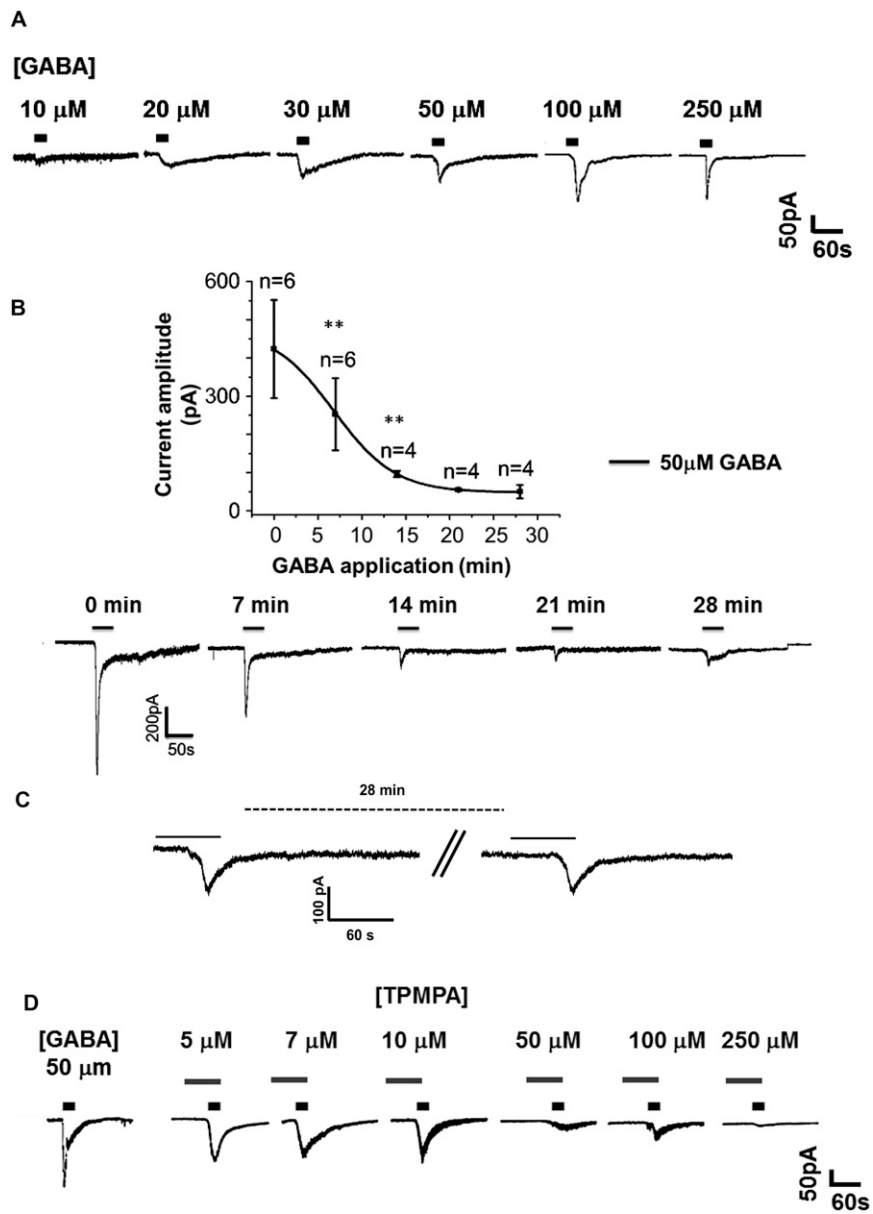 A
[GABA]
10 µM 20 µM 30 µM 50 µM 100 µM 250 µM
50pA
60s
B
600
300
0
Current amplitude
(pA)
n=6
**
n=6
**
n=4
n=4
n=4
0 5 10 15 20 25 30
GABA application (min)
50µM GABA
0 min 7 min 14 min 21 min 28 min
200pA
50s
C
28 min
100 pA
60 s
D
[TPMPA]
[GABA]
50 µm
5 µM 7 µM 10 µM 50 µM 100 µM 250 µM
50pA
60s